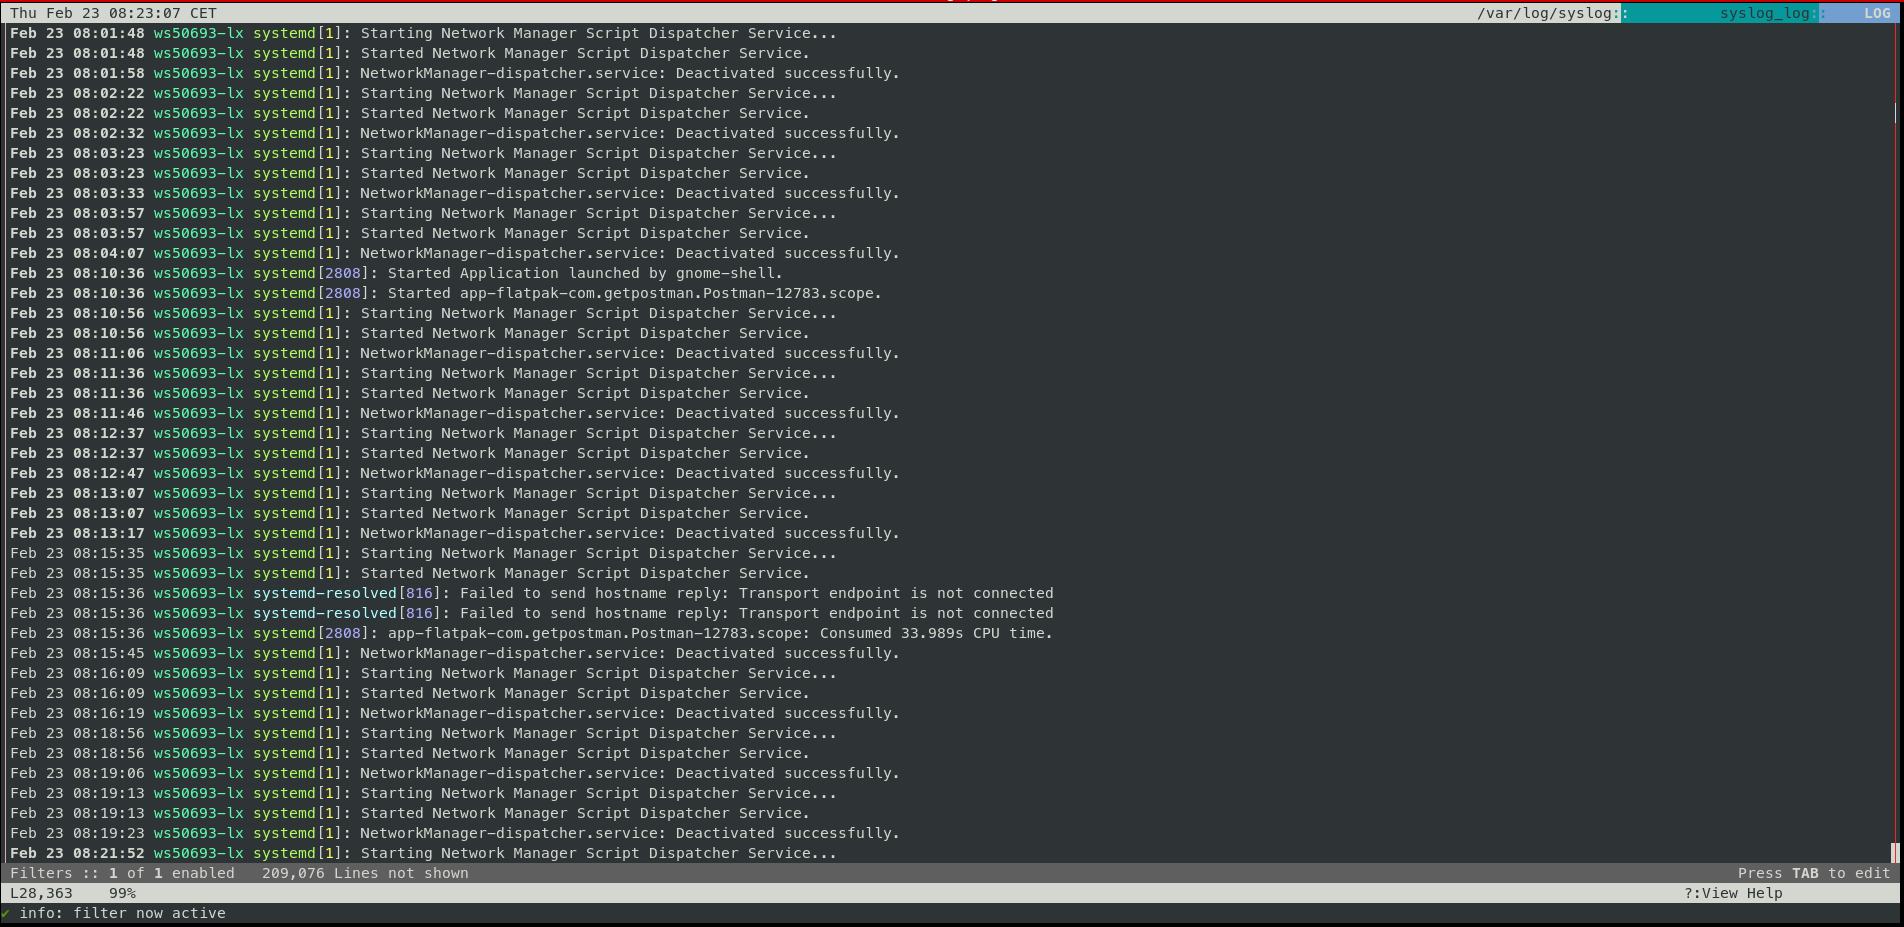 Thu Feb 23 08:23:07 CET /var/log/syslog:: syslog_log:: LOG
Feb 23 08:01:48 ws50693-lx systemd[1]: Starting Network Manager Script Dispatcher Service...
Feb 23 08:01:48 ws50693-lx systemd[1]: Started Network Manager Script Dispatcher Service.
Feb 23 08:01:58 ws50693-lx systemd[1]: NetworkManager-dispatcher.service: Deactivated successfully.
Feb 23 08:02:22 ws50693-lx systemd[1]: Starting Network Manager Script Dispatcher Service...
Feb 23 08:02:22 ws50693-lx systemd[1]: Started Network Manager Script Dispatcher Service.
Feb 23 08:02:32 ws50693-lx systemd[1]: NetworkManager-dispatcher.service: Deactivated successfully.
Feb 23 08:03:23 ws50693-lx systemd[1]: Starting Network Manager Script Dispatcher Service...
Feb 23 08:03:23 ws50693-lx systemd[1]: Started Network Manager Script Dispatcher Service.
Feb 23 08:03:33 ws50693-lx systemd[1]: NetworkManager-dispatcher.service: Deactivated successfully.
Feb 23 08:03:57 ws50693-lx systemd[1]: Starting Network Manager Script Dispatcher Service...
Feb 23 08:03:57 ws50693-lx systemd[1]: Started Network Manager Script Dispatcher Service.
Feb 23 08:04:07 ws50693-lx systemd[1]: NetworkManager-dispatcher.service: Deactivated successfully.
Feb 23 08:10:36 ws50693-lx systemd[2808]: Started Application launched by gnome-shell.
Feb 23 08:10:36 ws50693-lx systemd[2808]: Started app-flatpak-com.getpostman.Postman-12783.scope.
Feb 23 08:10:56 ws50693-lx systemd[1]: Starting Network Manager Script Dispatcher Service...
Feb 23 08:10:56 ws50693-lx systemd[1]: Started Network Manager Script Dispatcher Service.
Feb 23 08:11:06 ws50693-lx systemd[1]: NetworkManager-dispatcher.service: Deactivated successfully.
Feb 23 08:11:36 ws50693-lx systemd[1]: Starting Network Manager Script Dispatcher Service...
Feb 23 08:11:36 ws50693-lx systemd[1]: Started Network Manager Script Dispatcher Service.
Feb 23 08:11:46 ws50693-lx systemd[1]: NetworkManager-dispatcher.service: Deactivated successfully.
Feb 23 08:12:37 ws50693-lx systemd[1]: Starting Network Manager Script Dispatcher Service...
Feb 23 08:12:37 ws50693-lx systemd[1]: Started Network Manager Script Dispatcher Service.
Feb 23 08:12:47 ws50693-lx systemd[1]: NetworkManager-dispatcher.service: Deactivated successfully.
Feb 23 08:13:07 ws50693-lx systemd[1]: Starting Network Manager Script Dispatcher Service...
Feb 23 08:13:07 ws50693-lx systemd[1]: Started Network Manager Script Dispatcher Service.
Feb 23 08:13:17 ws50693-lx systemd[1]: NetworkManager-dispatcher.service: Deactivated successfully.
Feb 23 08:15:35 ws50693-lx systemd[1]: Starting Network Manager Script Dispatcher Service...
Feb 23 08:15:35 ws50693-lx systemd[1]: Started Network Manager Script Dispatcher Service.
Feb 23 08:15:36 ws50693-lx systemd-resolved[816]: Failed to send hostname reply: Transport endpoint is not connected
Feb 23 08:15:36 ws50693-lx systemd-resolved[816]: Failed to send hostname reply: Transport endpoint is not connected
Feb 23 08:15:36 ws50693-lx systemd[2808]: app-flatpak-com.getpostman.Postman-12783.scope: Consumed 33.989s CPU time.
Feb 23 08:15:45 ws50693-lx systemd[1]: NetworkManager-dispatcher.service: Deactivated successfully.
Feb 23 08:16:09 ws50693-lx systemd[1]: Starting Network Manager Script Dispatcher Service...
Feb 23 08:16:09 ws50693-lx systemd[1]: Started Network Manager Script Dispatcher Service.
Feb 23 08:16:19 ws50693-lx systemd[1]: NetworkManager-dispatcher.service: Deactivated successfully.
Feb 23 08:18:56 ws50693-lx systemd[1]: Starting Network Manager Script Dispatcher Service...
Feb 23 08:18:56 ws50693-lx systemd[1]: Started Network Manager Script Dispatcher Service.
Feb 23 08:19:06 ws50693-lx systemd[1]: NetworkManager-dispatcher.service: Deactivated successfully.
Feb 23 08:19:13 ws50693-lx systemd[1]: Starting Network Manager Script Dispatcher Service...
Feb 23 08:19:13 ws50693-lx systemd[1]: Started Network Manager Script Dispatcher Service.
Feb 23 08:19:23 ws50693-lx systemd[1]: NetworkManager-dispatcher.service: Deactivated successfully.
Feb 23 08:21:52 ws50693-lx systemd[1]: Starting Network Manager Script Dispatcher Service...
Filters :: 1 of 1 enabled 209,076 Lines not shown Press TAB to edit
L28,363 99% ?:View Help
✔ info: filter now active